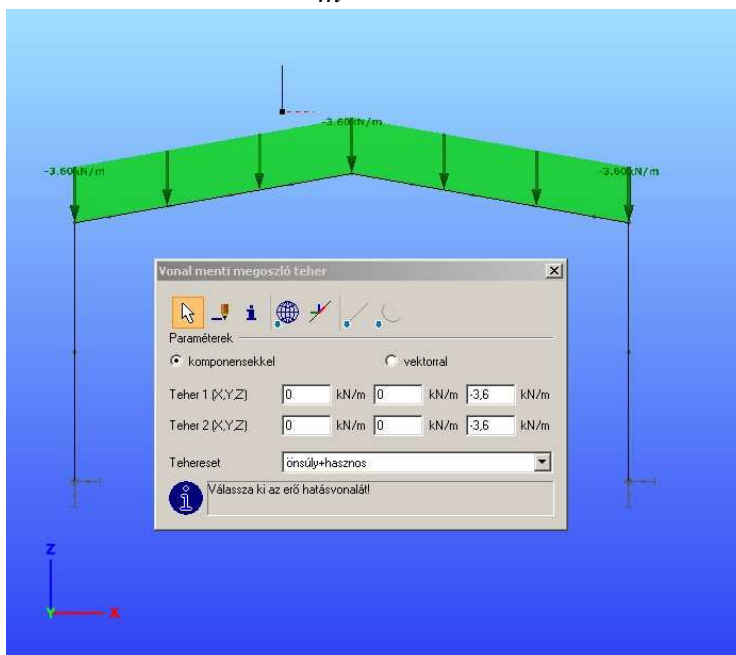 -3.60kN/m
-3.60kN/m
-3.60kN/m
Vonal menti megoszló teher
Paraméterek
komponensekkel
vektorral
Teher 1 (X,Y,Z)
0
kN/m
0
kN/m
-3,6
kN/m
Teher 2 (X,Y,Z)
0
kN/m
0
kN/m
-3,6
kN/m
Tehereset
önsúly+hasznos
Válassza ki az erő hatásvonalát!
Z
Y
X